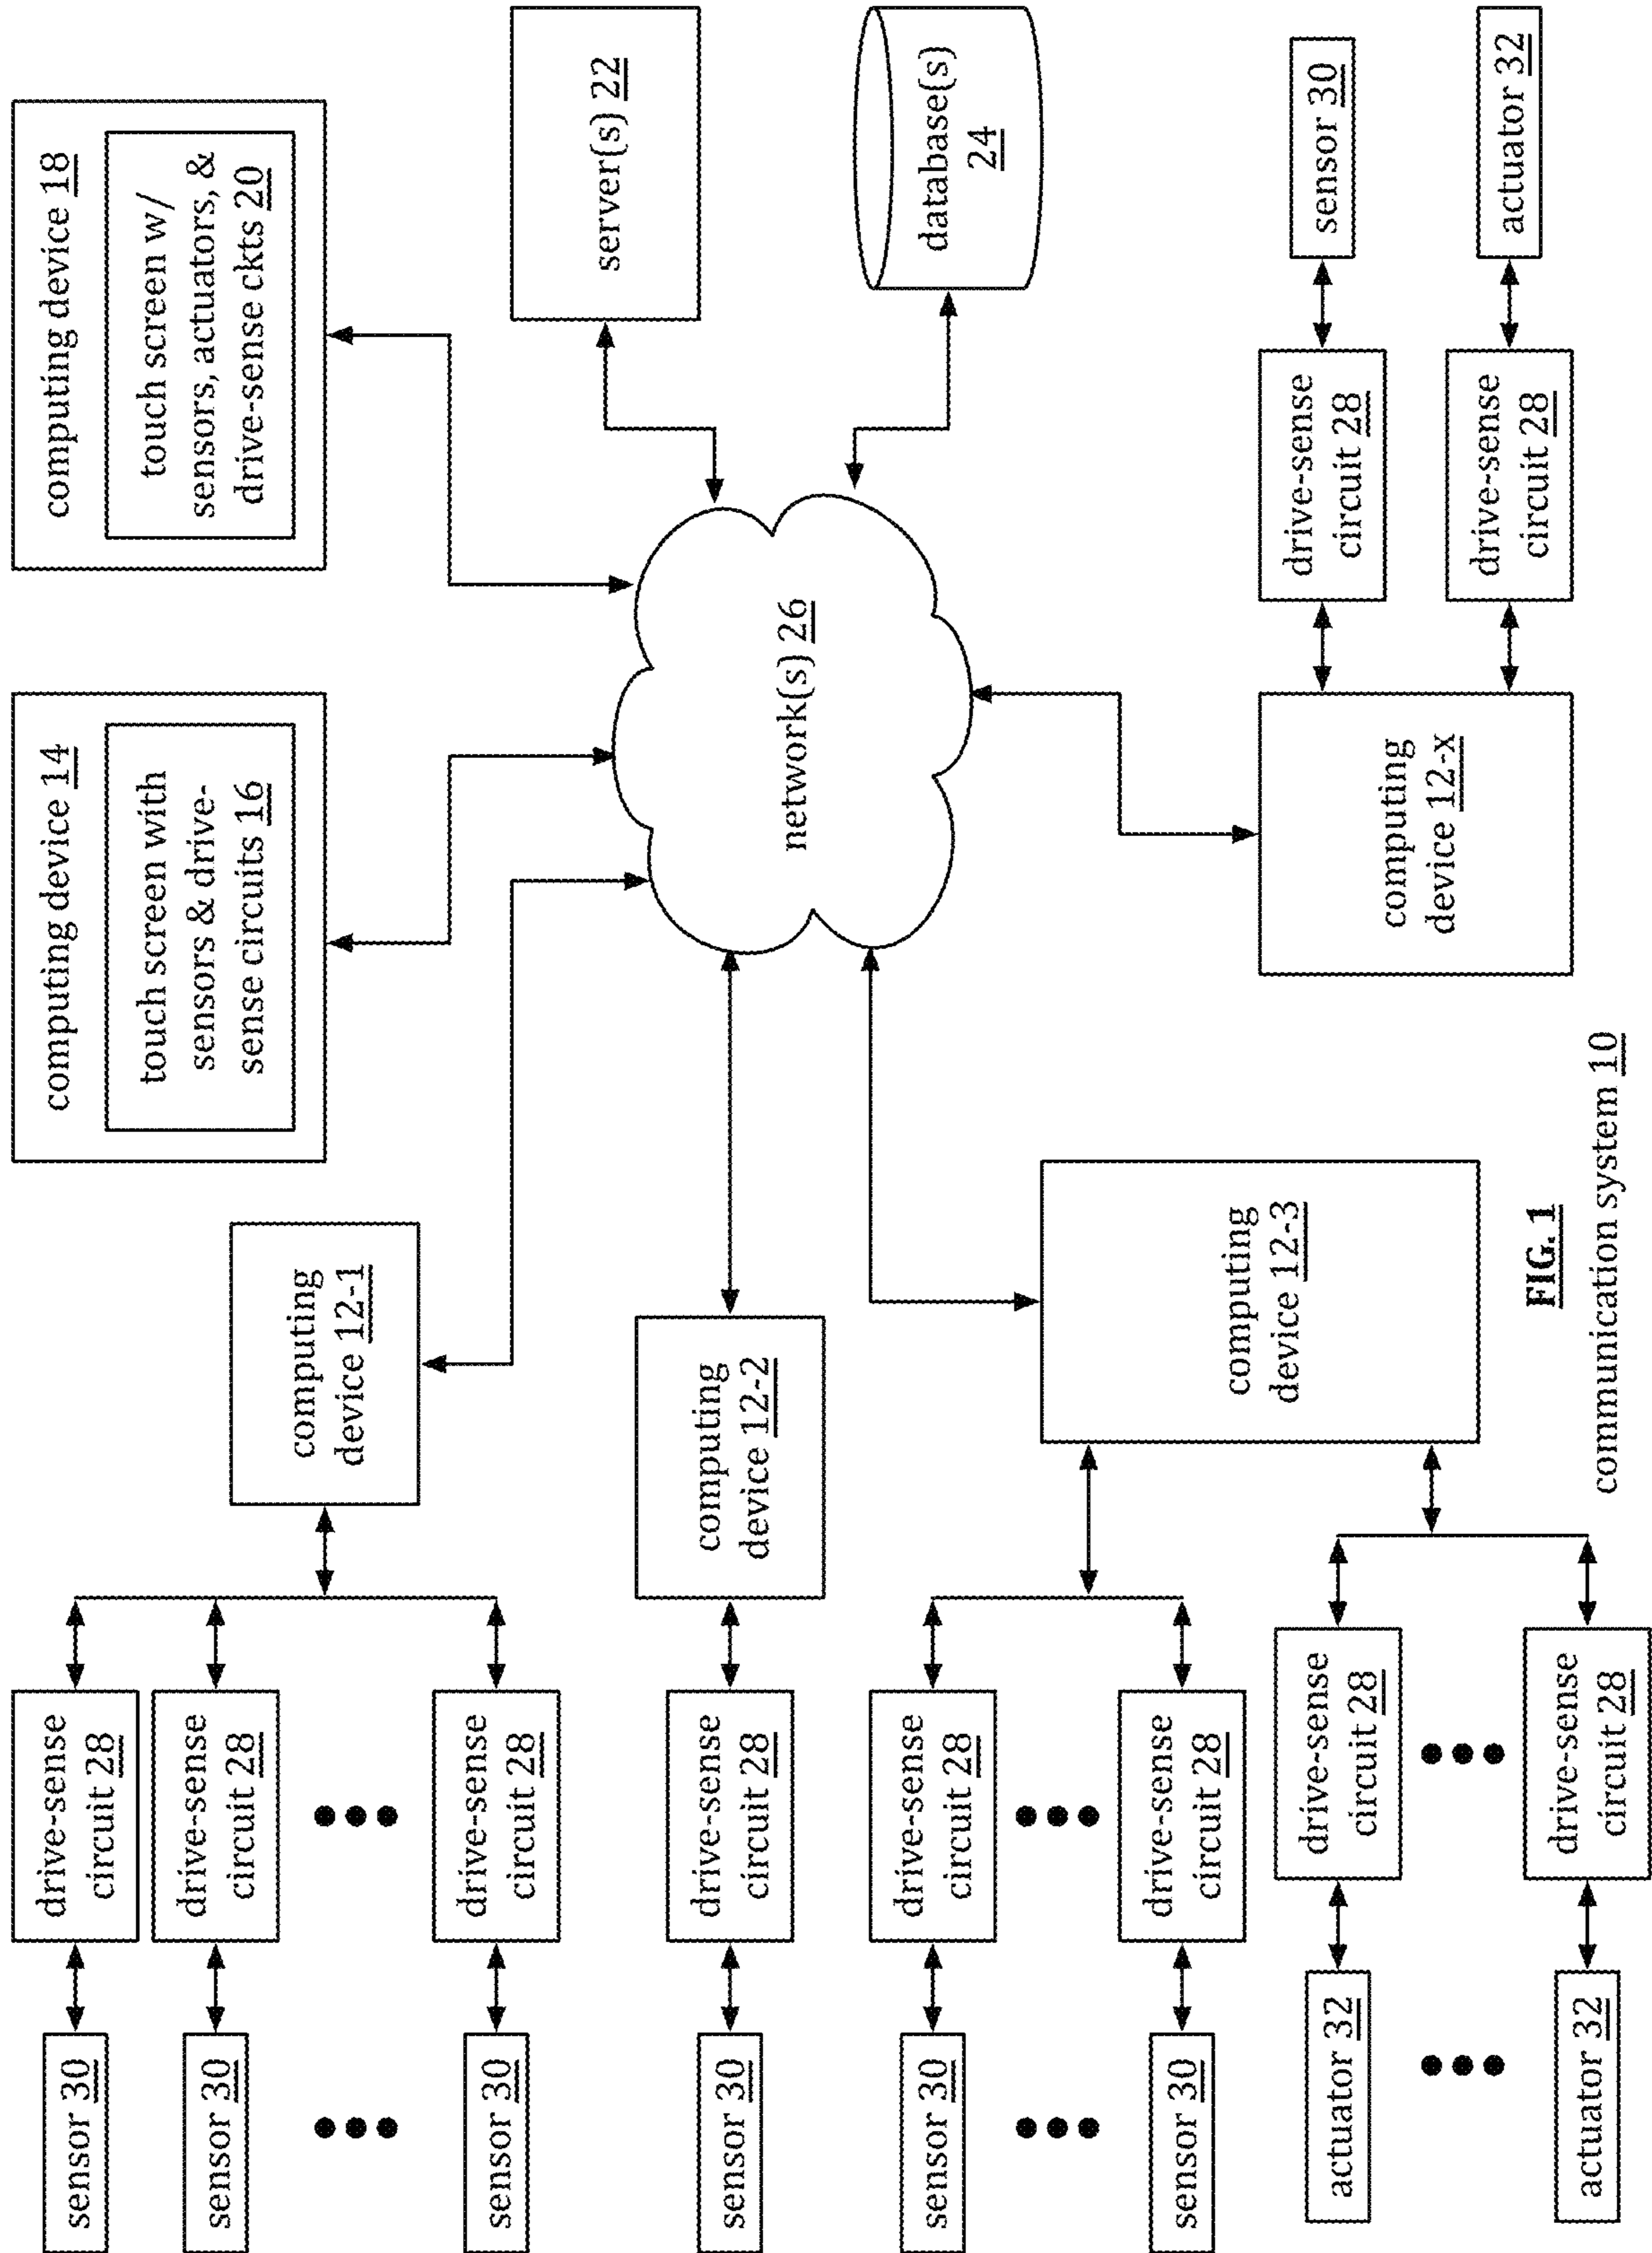 sensor 30
drive-sense
circuit 28
sensor 30
drive-sense
circuit 28
sensor 30
drive-sense
circuit 28
computing
device 12-1
computing device 14
touch screen with
sensors & drive-
sense circuits 16
computing device 18
touch screen w/
sensors, actuators, &
drive-sense ckts 20
sensor 30
drive-sense
circuit 28
computing
device 12-2
network(s) 26
server(s) 22
database(s)
24
sensor 30
drive-sense
circuit 28
sensor 30
drive-sense
circuit 28
computing
device 12-3
actuator 32
drive-sense
circuit 28
actuator 32
drive-sense
circuit 28
computing
device 12-x
drive-sense
circuit 28
sensor 30
drive-sense
circuit 28
actuator 32
FIG. 1
communication system 10